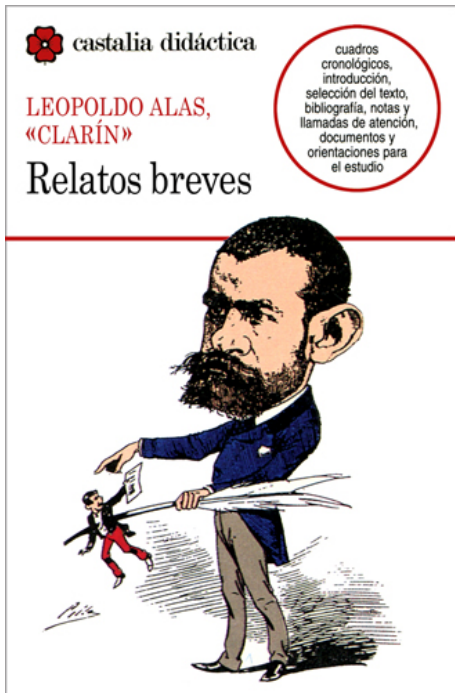 castalia didáctica
LEOPOLDO ALAS,
«CLARÍN»
Relatos breves
cuadros
cronológicos,
introducción,
selección del texto,
bibliografía, notas y
llamadas de atención,
documentos y
orientaciones para
el estudio